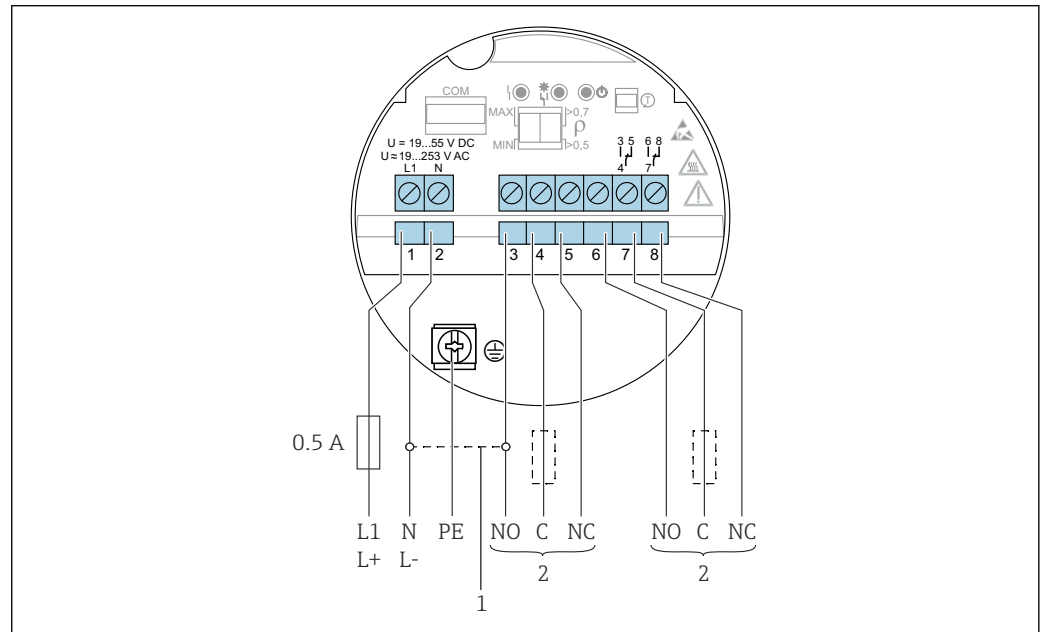 COM
MAX >0,7
ρ
MIN >0,5
T
U = 19...55 V DC
U≈19...253 V AC
L1 N
3 5 6 8
4 7
1 2 3 4 5 6 7 8
0.5 A
L1 N PE NO C NC NO C NC
L+ L- 2 2
1